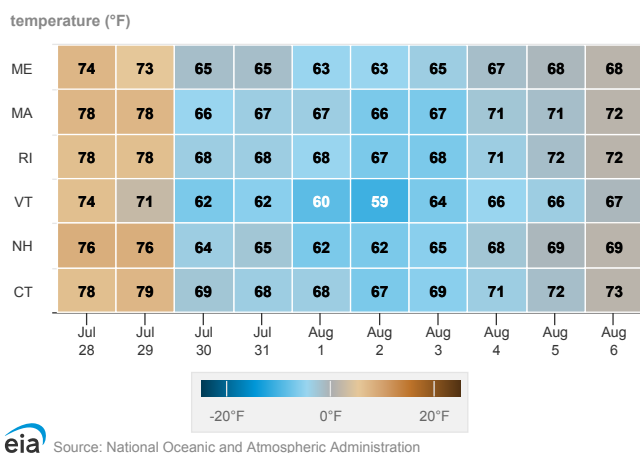 temperature (°F)
ME 74 73 65 65 63 63 65 67 68 68
MA 78 78 66 67 67 66 67 71 71 72
RI 78 78 68 68 68 67 68 71 72 72
VT 74 71 62 62 60 59 64 66 66 67
NH 76 76 64 65 62 62 65 68 69 69
CT 78 79 69 68 68 67 69 71 72 73
Jul Jul Jul Jul Aug Aug Aug Aug Aug Aug
28 29 30 31 1 2 3 4 5 6
-20°F 0°F 20°F
eia Source: National Oceanic and Atmospheric Administration